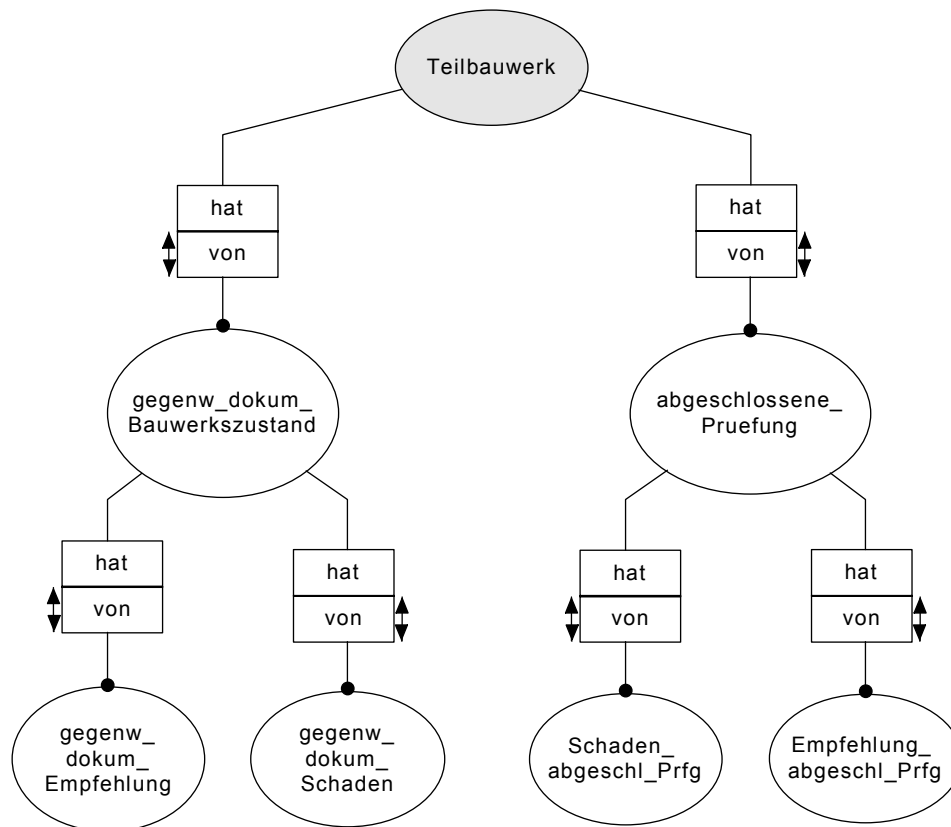 Teilbauwerk
hat
hat
von
von
gegenw_dokum_
Bauwerkszustand
abgeschlossene_
Pruefung
hat
hat
hat
hat
von
von
von
von
gegenw_
dokum_
Empfehlung
gegenw_
dokum_
Schaden
Schaden_
abgeschl_Prfg
Empfehlung_
abgeschl_Prfg